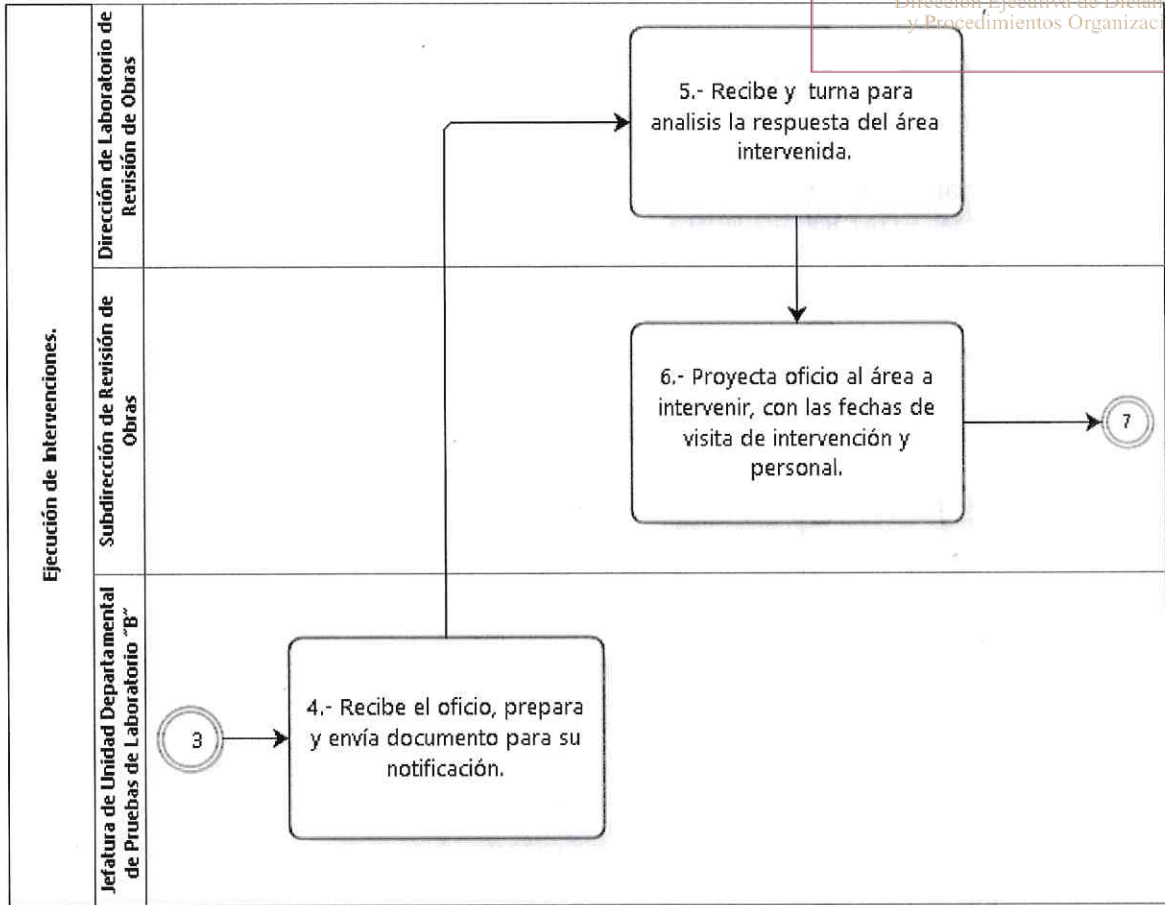 Dirección Ejecutiva de
y Procedimientos
Ejecución de Intervenciones.
Dirección de Laboratorio de
Revisión de Obras
5.- Recibe y turna para
analisis la respuesta del área
intervenida.
Subdirección de Revisión de
Obras
6.- Proyecta oficio al área a
intervenir, con las fechas de
visita de intervención y
personal.
7
Jefatura de Unidad Departamental
de Pruebas de Laboratorio "B"
3
4.- Recibe el oficio, prepara
y envía documento para su
notificación.